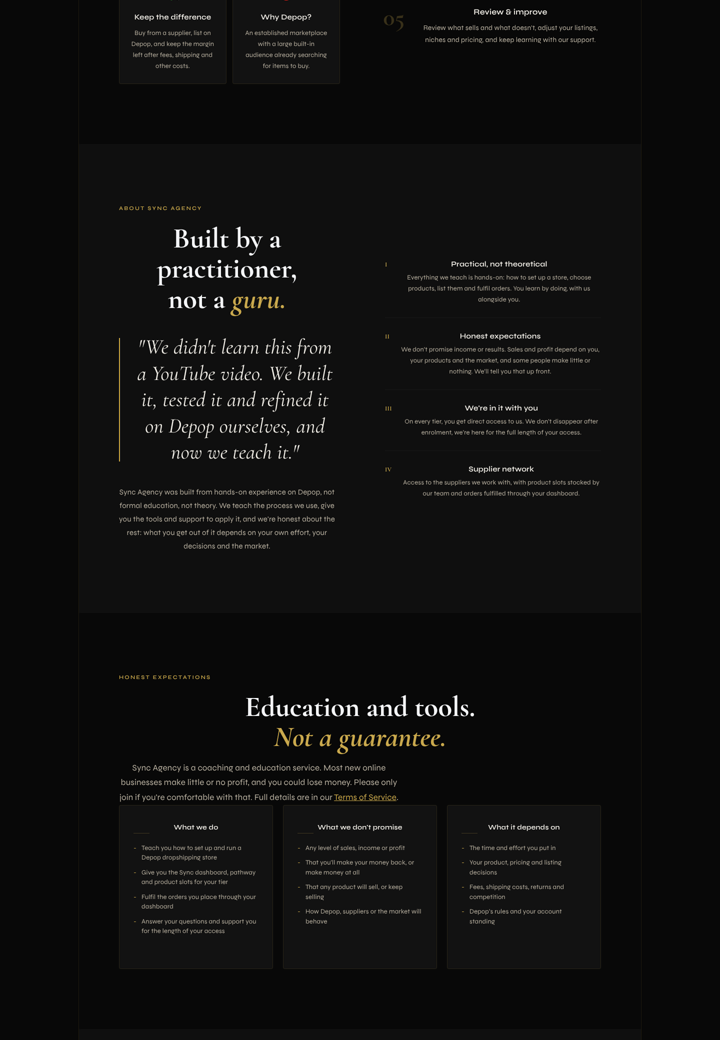 Keep the difference
Buy from a supplier, list on
Depop, and keep the margin
left after fees, shipping and
other costs.
Why Depop?
An established marketplace
with a large built-in
audience already searching
for items to buy.
05
Review & improve
Review what sells and what doesn't, adjust your listings,
niches and pricing, and keep learning with our support.
ABOUT SYNC AGENCY
Built by a
practitioner,
not a guru.
"We didn't learn this from
a YouTube video. We built
it, tested it and refined it
on Depop ourselves, and
now we teach it."
Sync Agency was built from hands-on experience on Depop, not
formal education, not theory. We teach the process we use, give
you the tools and support to apply it, and we're honest about the
rest: what you get out of it depends on your own effort, your
decisions and the market.
I
Practical, not theoretical
Everything we teach is hands-on: how to set up a store, choose
products, list them and fulfil orders. You learn by doing, with us
alongside you.
II
Honest expectations
We don't promise income or results. Sales and profit depend on you,
your products and the market, and some people make little or
nothing. We'll tell you that up front.
III
We're in it with you
On every tier, you get direct access to us. We don't disappear after
enrolment, we're here for the full length of your access.
IV
Supplier network
Access to the suppliers we work with, with product slots stocked by
our team and orders fulfilled through your dashboard.
HONEST EXPECTATIONS
Education and tools.
Not a guarantee.
Sync Agency is a coaching and education service. Most new online
businesses make little or no profit, and you could lose money. Please only
join if you're comfortable with that. Full details are in our Terms of Service.
What we do
- Teach you how to set up and run a
Depop dropshipping store
- Give you the Sync dashboard, pathway
and product slots for your tier
- Fulfil the orders you place through your
dashboard
- Answer your questions and support you
for the length of your access
What we don't promise
- Any level of sales, income or profit
- That you'll make your money back, or
make money at all
- That any product will sell, or keep
selling
- How Depop, suppliers or the market will
behave
What it depends on
- The time and effort you put in
- Your product, pricing and listing
decisions
- Fees, shipping costs, returns and
competition
- Depop's rules and your account
standing